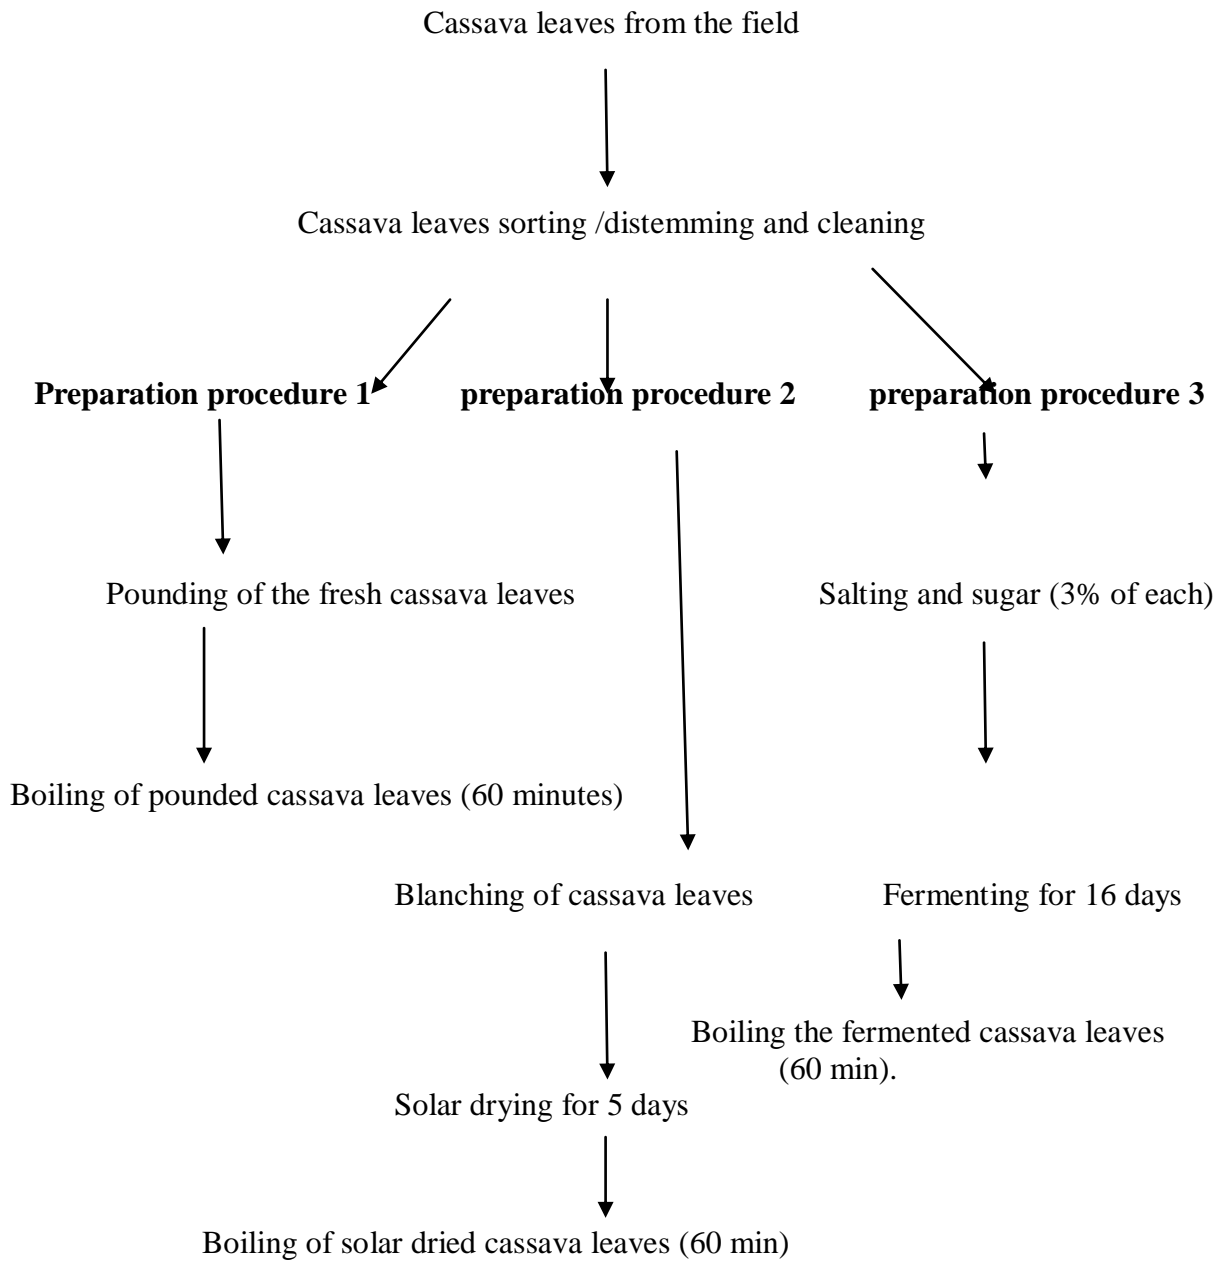 Cassava leaves from the field
Cassava leaves sorting /distemming and cleaning
Preparation procedure 1 preparation procedure 2 preparation procedure 3
Pounding of the fresh cassava leaves Salting and sugar (3% of each)
Boiling of pounded cassava leaves (60 minutes)
Blanching of cassava leaves Fermenting for 16 days
Boiling the fermented cassava leaves
(60 min).
Solar drying for 5 days
Boiling of solar dried cassava leaves (60 min)